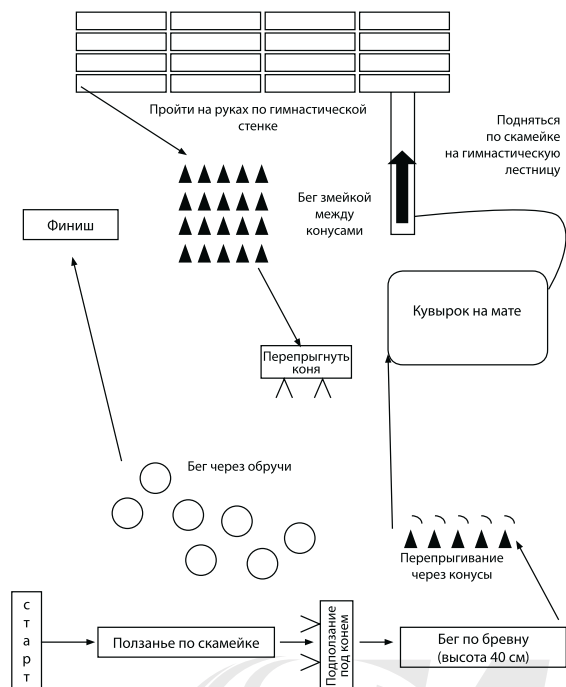 Пройти на руках по гимнастической
стенке
Подняться
по скамейке
на гимнастическую
лестницу
Бег змейкой
между
конусами
Финиш
Кувырок на мате
Перепрыгнуть
коня
Бег через обручи
Перепрыгивание
через конусы
старт
Ползанье по скамейке
Подползание
под конем
Бег по бревну
(высота 40 см)